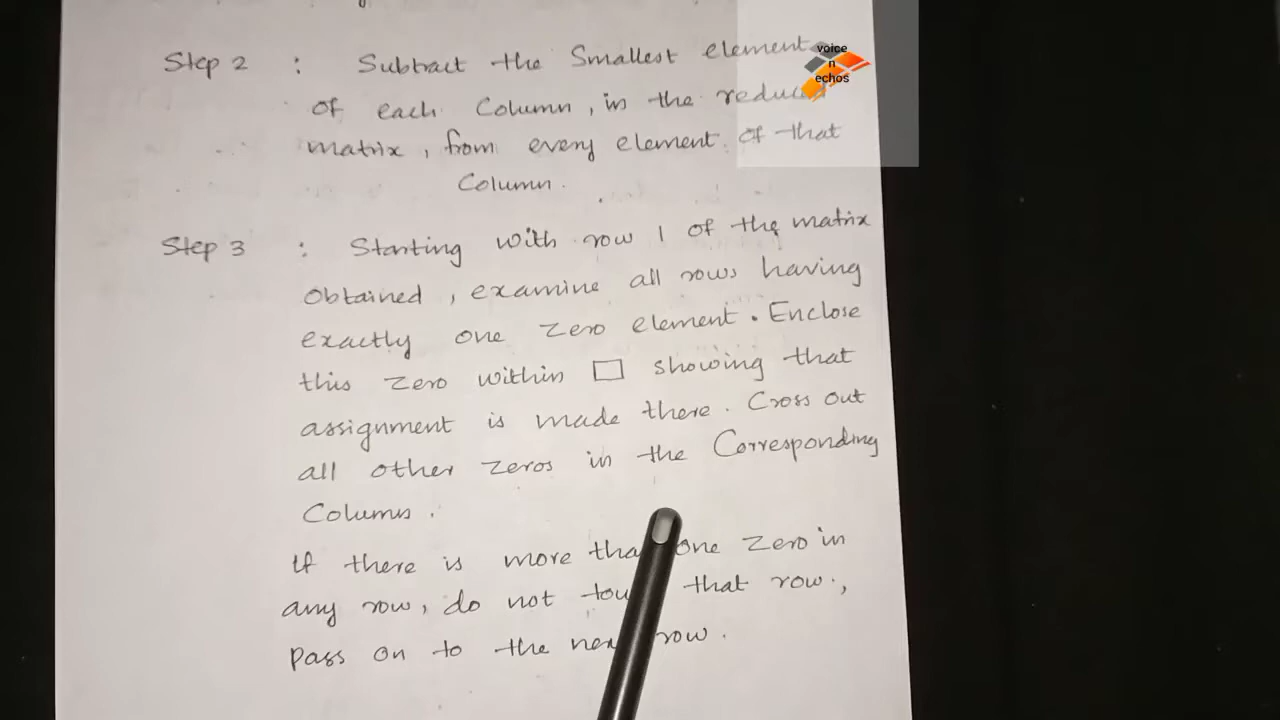 Step 2 : Subtract the Smallest element
of each Column, in the reduced
matrix, from every element of that
Column.
Step 3 : Starting with row 1 of the matrix
obtained, examine all rows having
exactly one zero element. Enclose
this zero within □ showing that
assignment is made there. Cross out
all other zeros in the Corresponding
Column.
If there is more than one zero in
any row, do not that row,
pass on to the next row.
voice
n
echos